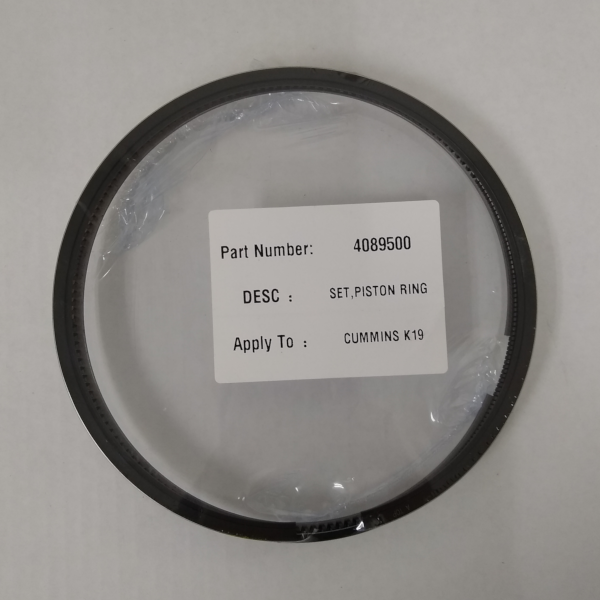 Part Number: 4089500
DESC : SET,PISTON RING
Apply To : CUMMINS K19